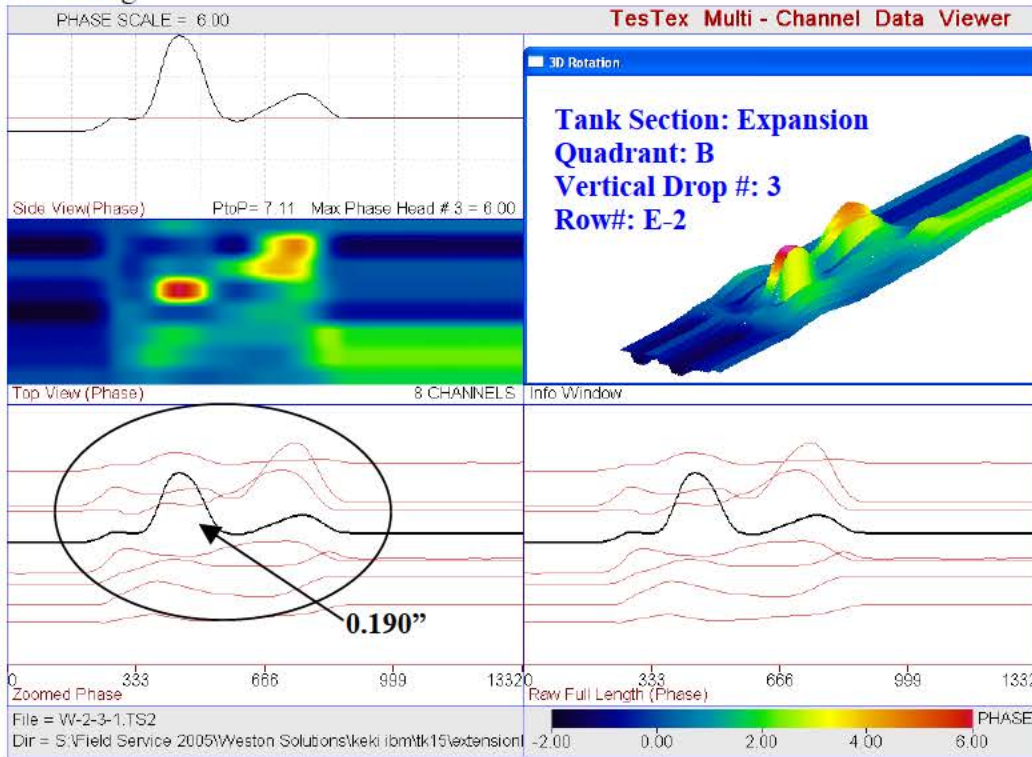 PHASE SCALE = 6.00
TesTex Multi - Channel Data Viewer
3D Rotation
Tank Section: Expansion
Quadrant: B
Vertical Drop #: 3
Row#: E-2
Side View(Phase) PtoP= 7.11 Max Phase Head # 3 = 6.00
Top View (Phase) 8 CHANNELS
Info Window
0.190”
0 333 666 999 1332
Zoomed Phase
0 333 666 999 1332
Raw Full Length (Phase)
File = W-2-3-1.TS2
Dir = S:\Field Service 2005\Weston Solutions\keki ibm\tk15\extension
PHASE
-2.00 0.00 2.00 4.00 6.00